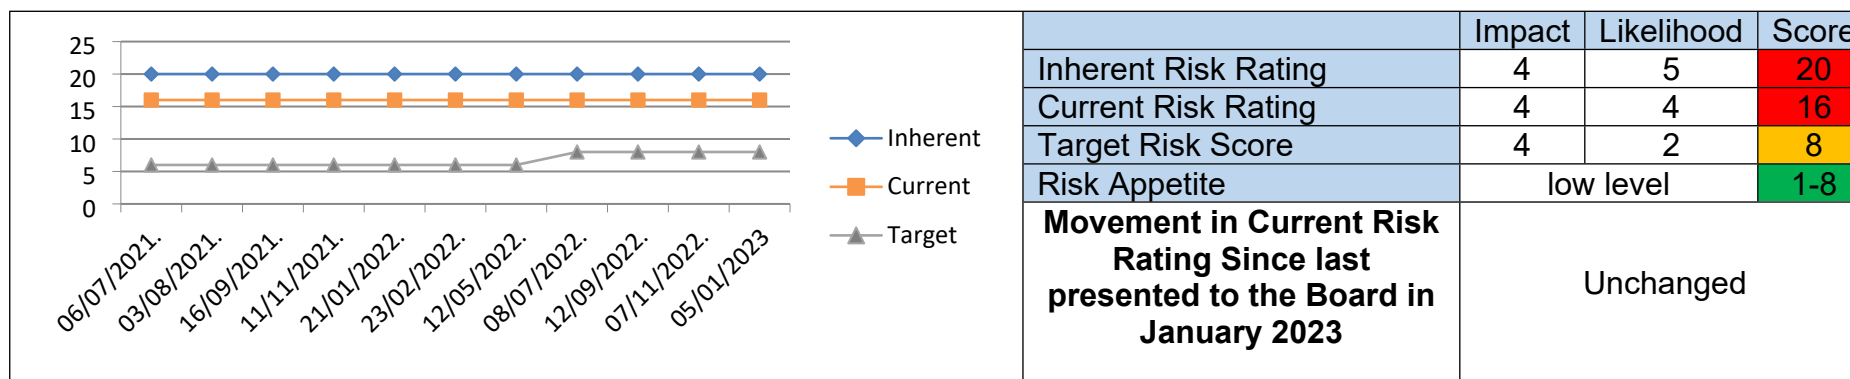 25
20
15
10
5
0
06/07/2021.
03/08/2021.
16/09/2021.
11/11/2021.
21/01/2022.
23/02/2022.
12/05/2022.
08/07/2022.
12/09/2022.
07/11/2022.
05/01/2023
Inherent
Current
Target
Impact Likelihood Score
Inherent Risk Rating 4 5 20
Current Risk Rating 4 4 16
Target Risk Score 4 2 8
Risk Appetite low level 1-8
Movement in Current Risk
Rating Since last
presented to the Board in
January 2023
Unchanged